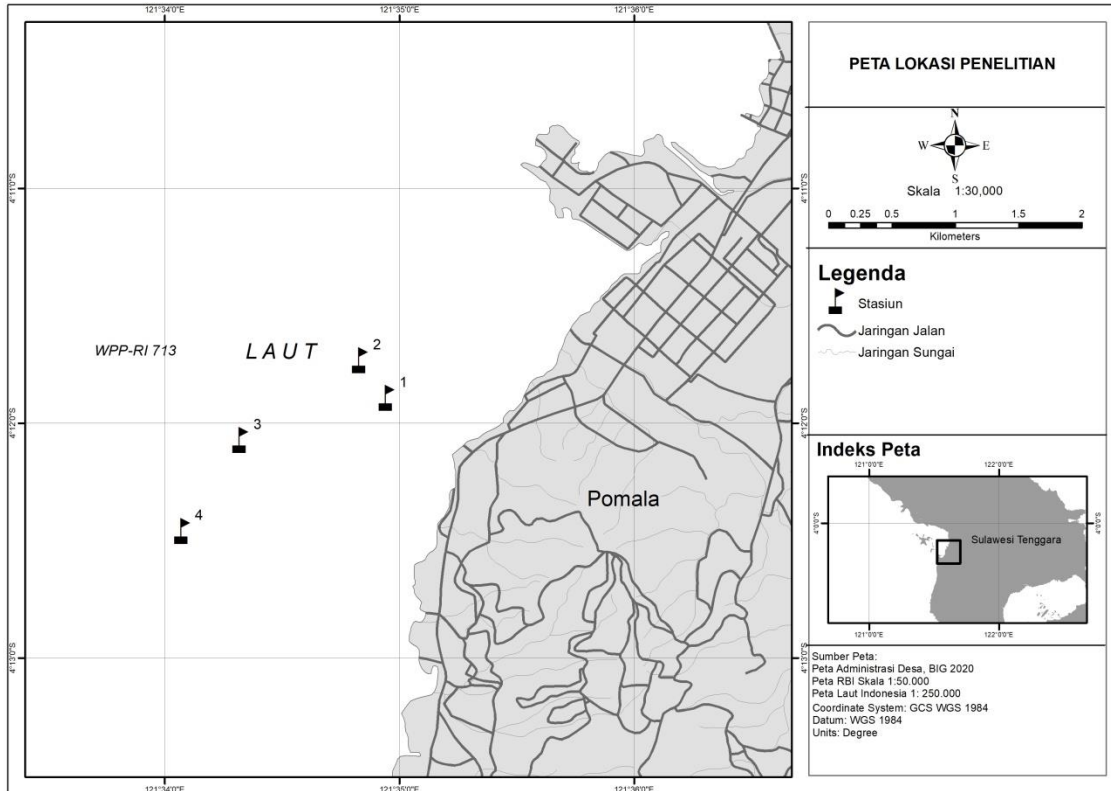 121°34'0"E
121°35'0"E
121°36'0"E
4°11'0"S
4°11'0"S
WPP-RI 713
LAUT
2
1
4°12'0"S
4°12'0"S
3
4
Pomala
4°13'0"S
4°13'0"S
121°34'0"E
121°35'0"E
121°36'0"E
PETA LOKASI PENELITIAN
N
W
E
S
Skala 1:30,000
0 0.25 0.5 1 1.5 2
Kilometers
Legenda
Stasiun
Jaringan Jalan
Jaringan Sungai
Indeks Peta
121°0'0"E
122°0'0"E
4°0'0"S
4°0'0"S
Sulawesi Tenggara
121°0'0"E
122°0'0"E
Sumber Peta:
Peta Administrasi Desa, BIG 2020
Peta RBI Skala 1:50.000
Peta Laut Indonesia 1: 250.000
Coordinate System: GCS WGS 1984
Datum: WGS 1984
Units: Degree